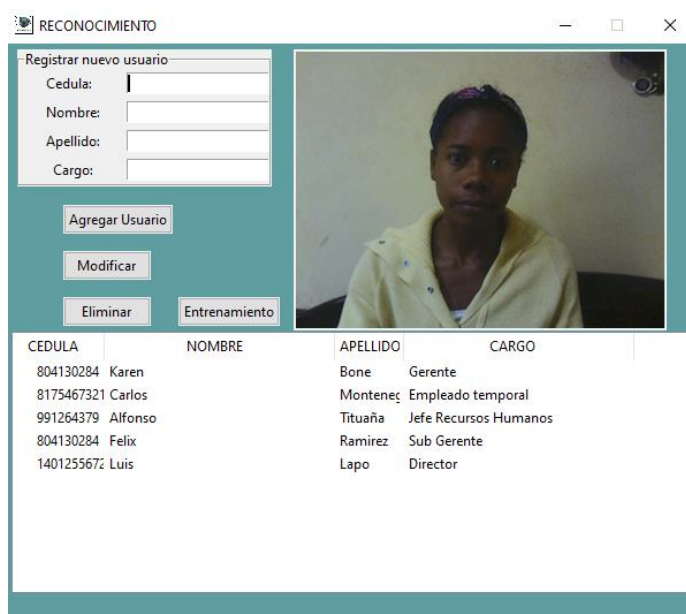 RECONOCIMIENTO
Registrar nuevo usuario
Cedula:
Nombre:
Apellido:
Cargo:
Agregar Usuario
Modificar
Eliminar Entrenamiento
CEDULA NOMBRE APELLIDO CARGO
804130284 Karen Bone Gerente
8175467321 Carlos Monteneg Empleado temporal
991264379 Alfonso Tituaña Jefe Recursos Humanos
804130284 Felix Ramirez Sub Gerente
1401255672 Luis Lapo Director